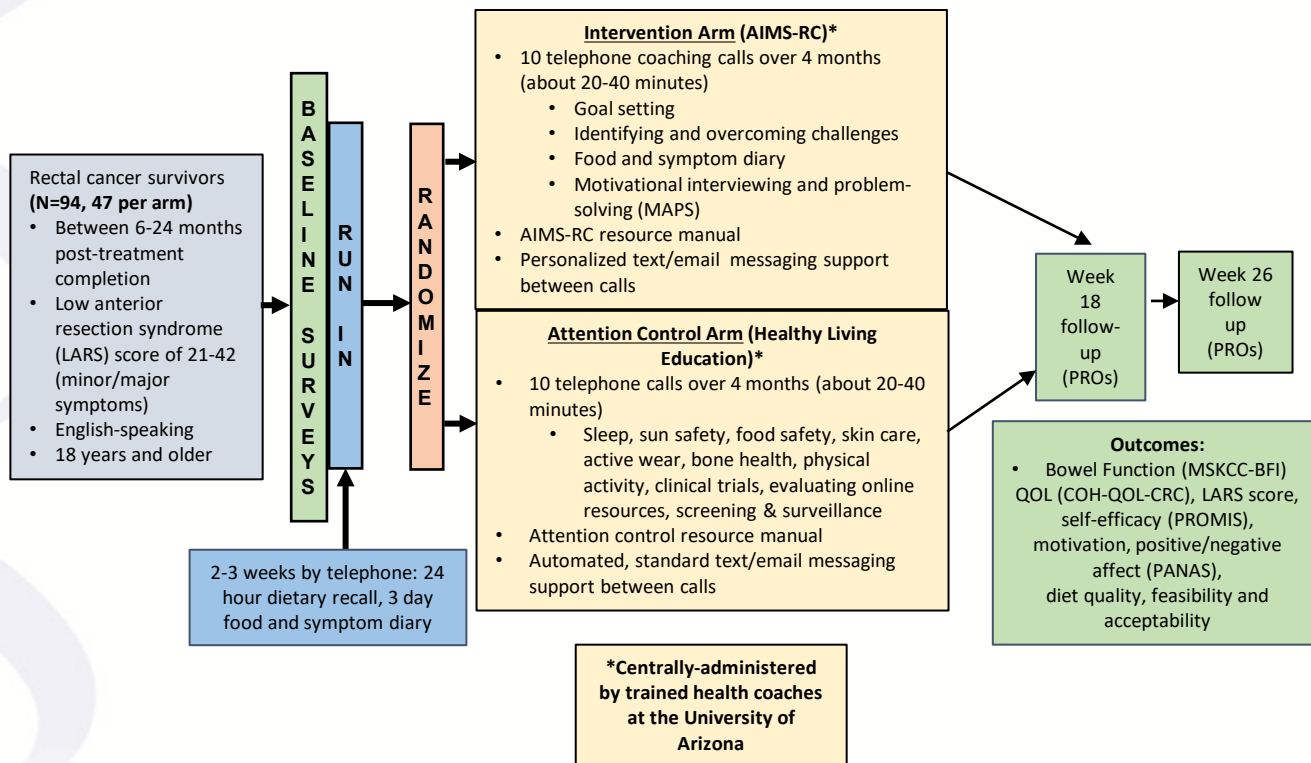 Rectal cancer survivors
(N=94, 47 per arm)
• Between 6-24 months
post-treatment
completion
• Low anterior
resection syndrome
(LARS) score of 21-42
(minor/major
symptoms)
• English-speaking
• 18 years and older
BASELINE SURVEYS
RUN IN
2-3 weeks by telephone: 24
hour dietary recall, 3 day
food and symptom diary
RANDOMIZE
Intervention Arm (AIMS-RC)*
• 10 telephone coaching calls over 4 months
(about 20-40 minutes)
• Goal setting
• Identifying and overcoming challenges
• Food and symptom diary
• Motivational interviewing and problem-
solving (MAPS)
• AIMS-RC resource manual
• Personalized text/email messaging support
between calls
Attention Control Arm (Healthy Living
Education)*
• 10 telephone calls over 4 months (about 20-40
minutes)
• Sleep, sun safety, food safety, skin care,
active wear, bone health, physical
activity, clinical trials, evaluating online
resources, screening & surveillance
• Attention control resource manual
• Automated, standard text/email messaging
support between calls
*Centrally-administered
by trained health coaches
at the University of
Arizona
Week
18
follow-
up
(PROs)
Week 26
follow
up
(PROs)
Outcomes:
• Bowel Function (MSKCC-BFI)
QOL (COH-QOL-CRC), LARS score,
self-efficacy (PROMIS),
motivation, positive/negative
affect (PANAS),
diet quality, feasibility and
acceptability